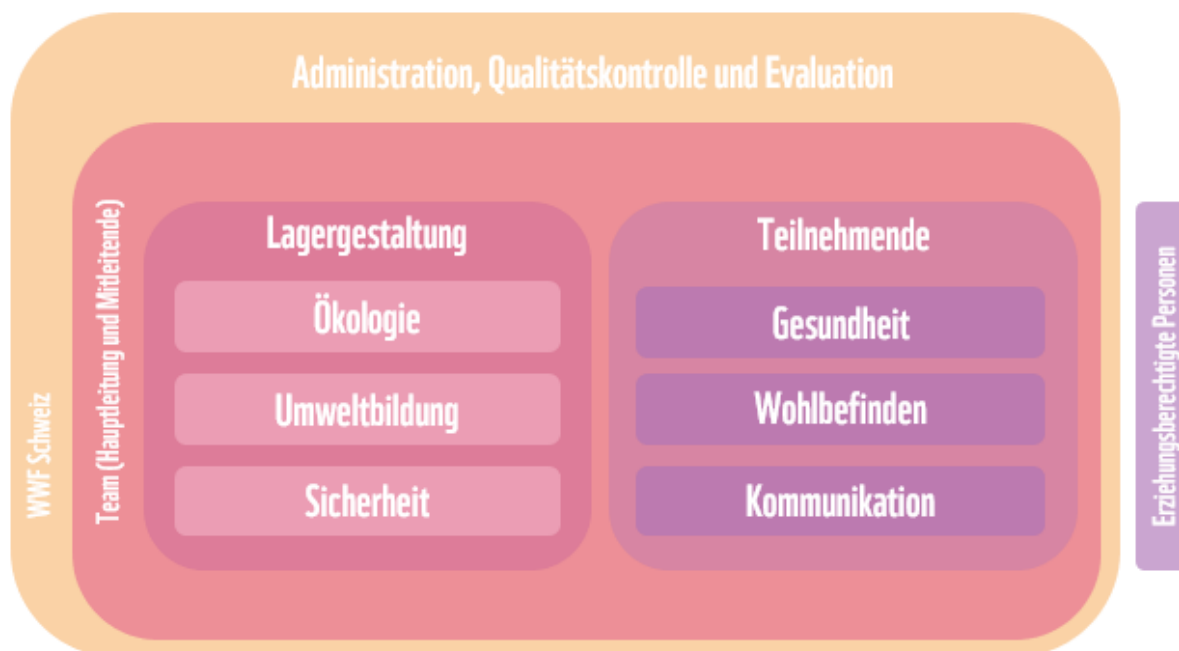 Administration, Qualitätskontrolle und Evaluation
WWF Schweiz
Team (Hauptleitung und Mitleitende)
Lagergestaltung
Ökologie
Umweltbildung
Sicherheit
Teilnehmende
Gesundheit
Wohlbefinden
Kommunikation
Erziehungsberechtigte Personen